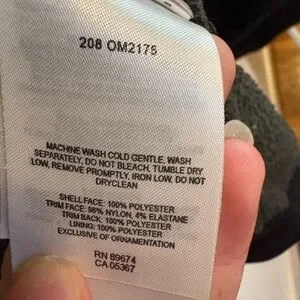 208 OM2175
MACHINE WASH COLD GENTLE, WASH
SEPARATELY, DO NOT BLEACH, TUMBLE DRY
LOW, REMOVE PROMPTLY, IRON LOW, DO NOT
DRYCLEAN
SHELL FACE: 100% POLYESTER
TRIM FACE: 96% NYLON, 4% ELASTANE
TRIM BACK: 100% POLYESTER
LINING: 100% POLYESTER
EXCLUSIVE OF ORNAMENTATION
RN 89674
CA 05367